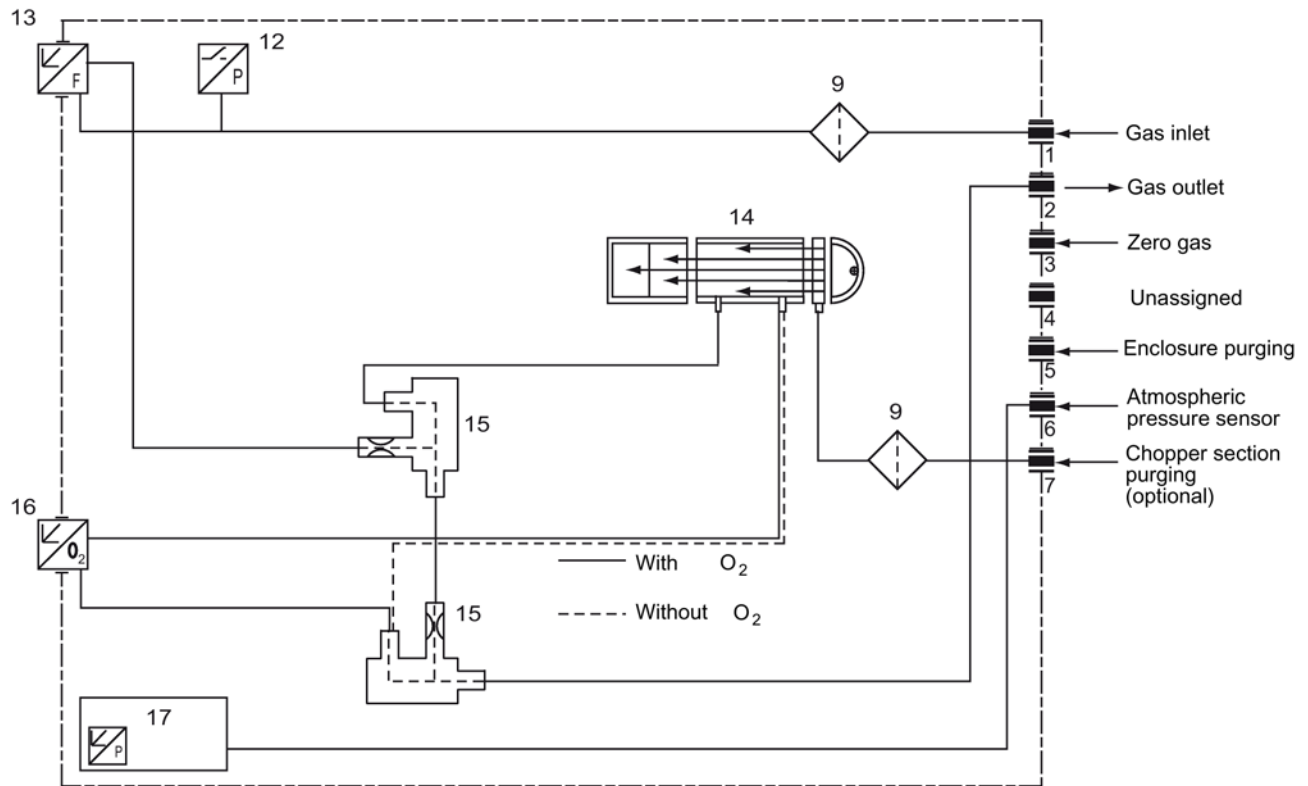 13
F
12
P
9
1
Gas inlet
2
Gas outlet
14
3
Zero gas
4
Unassigned
5
Enclosure purging
15
9
6
Atmospheric
pressure sensor
7
Chopper section
purging
(optional)
16
O2
With O2
Without O2
15
17
P